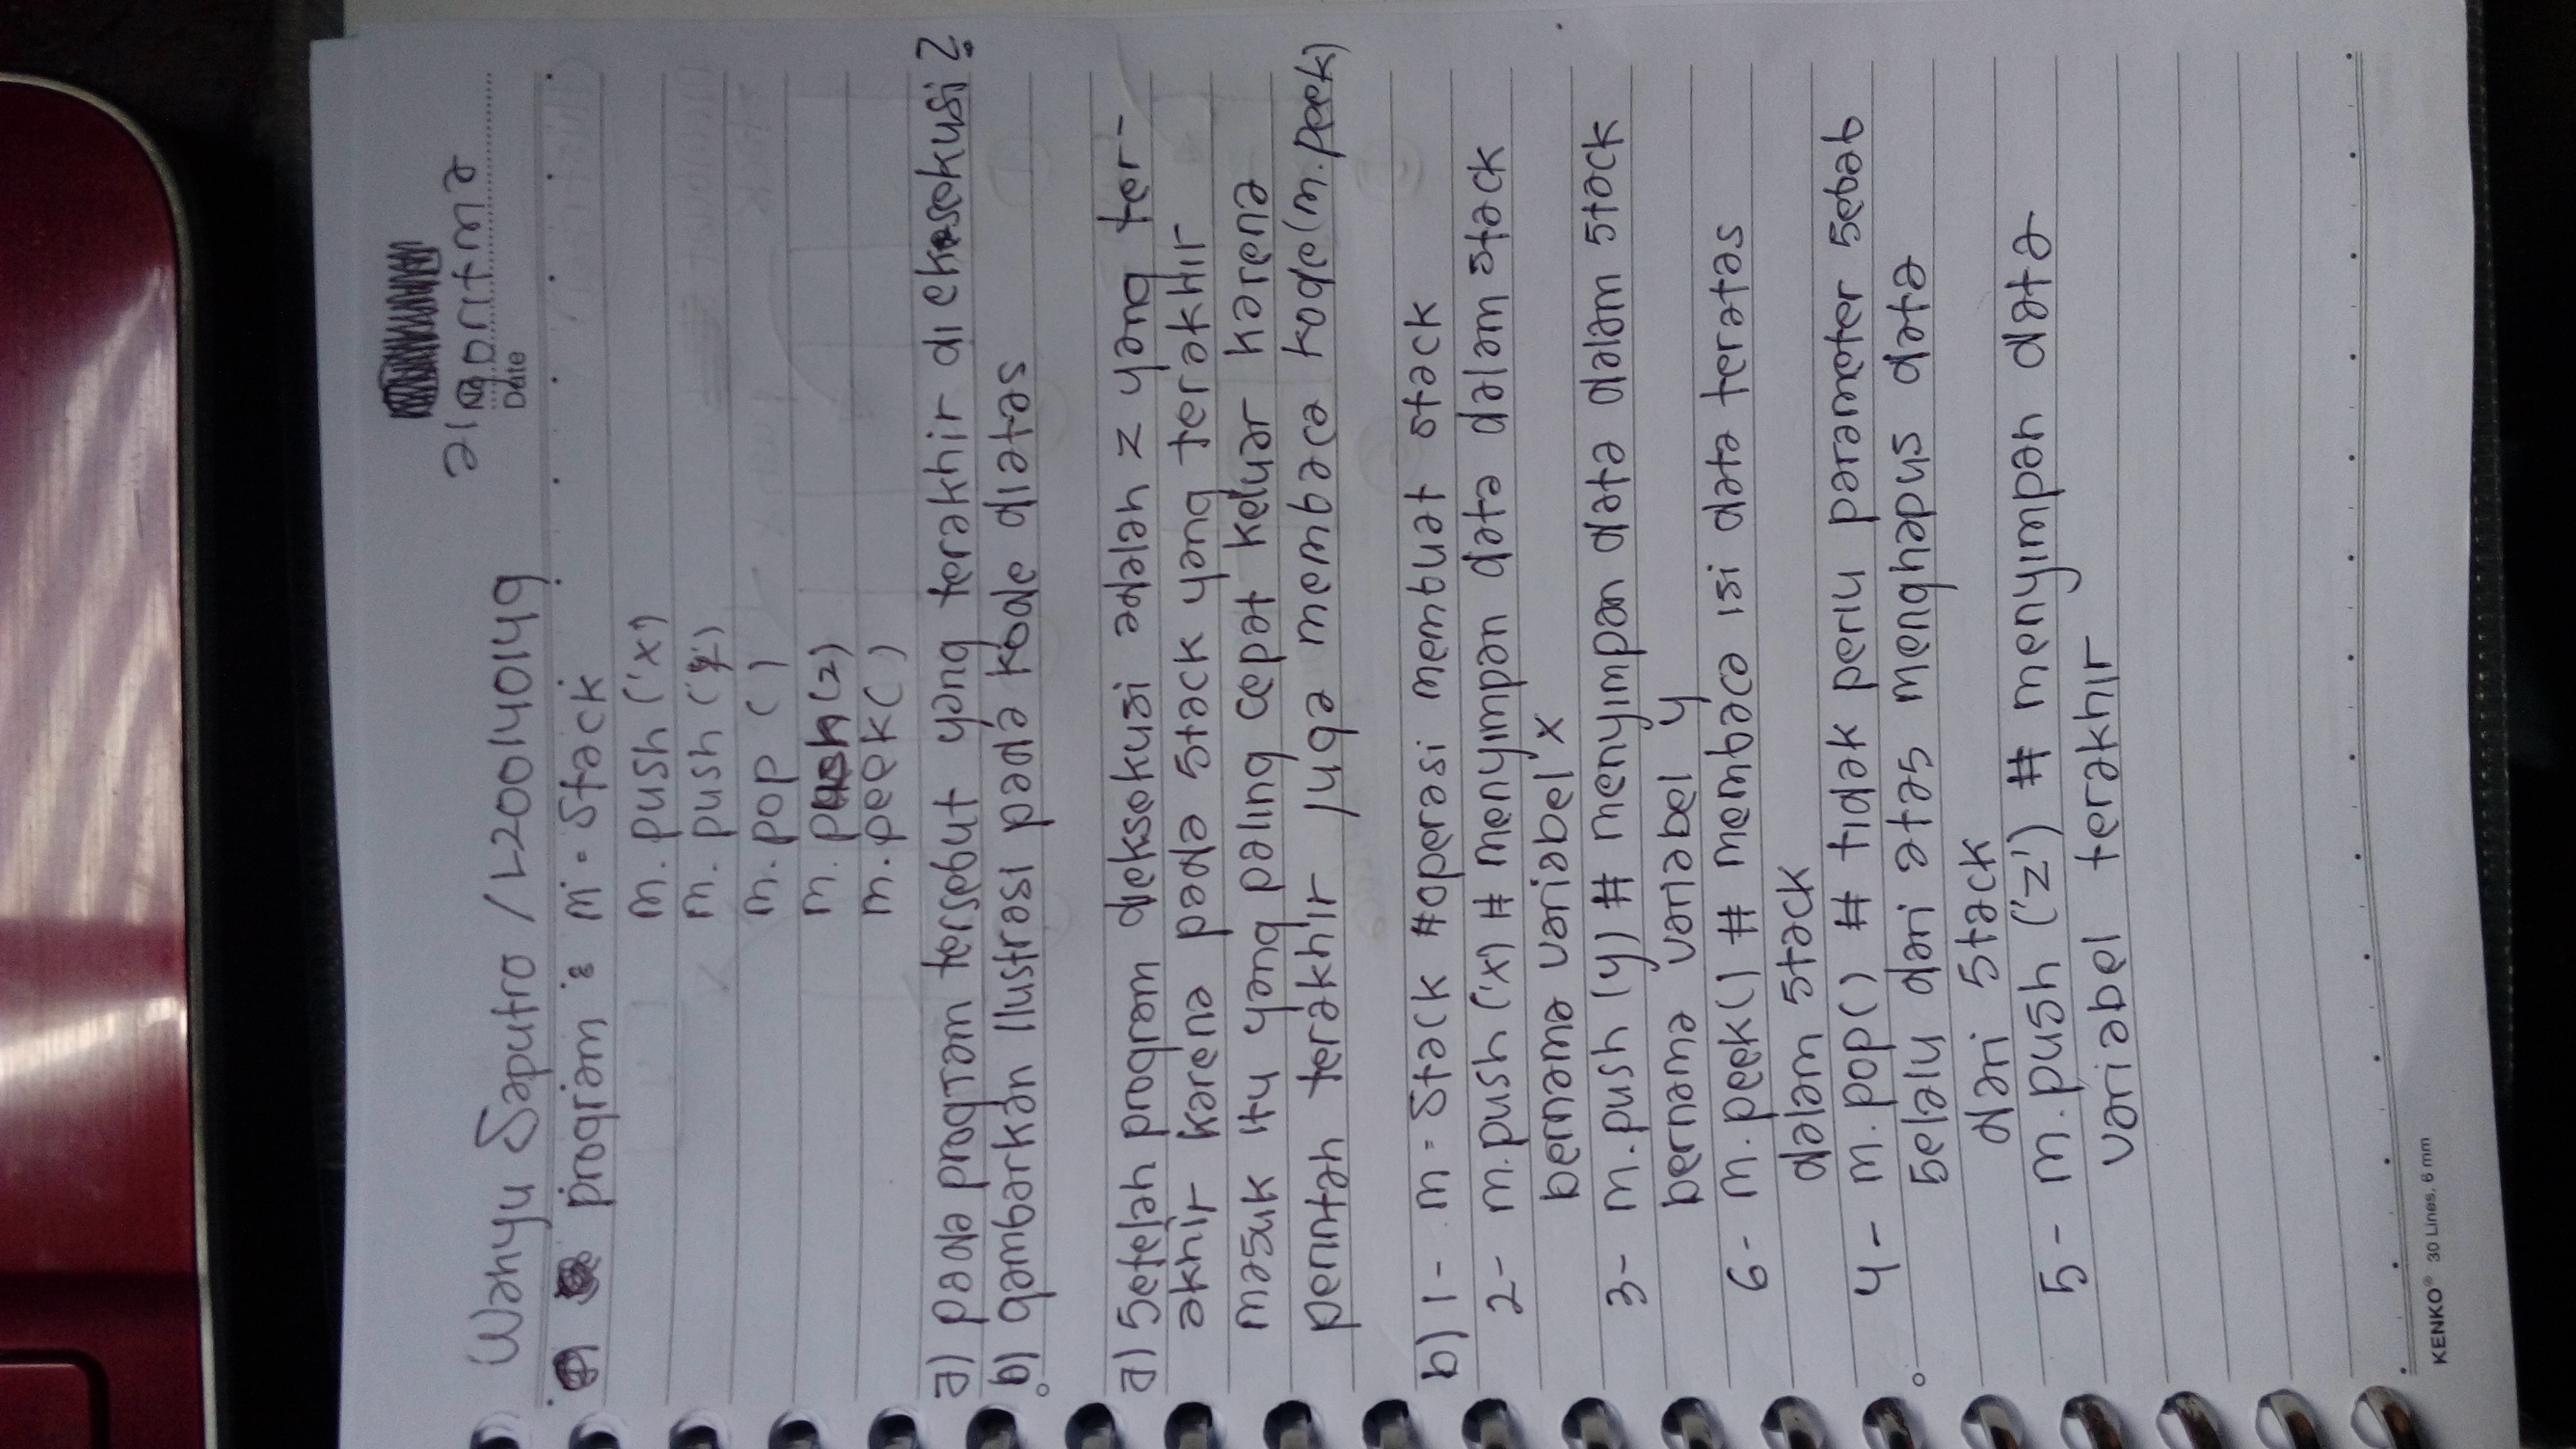 algoritma
No
Date
Wahyu Saputro / L200140149
program : m = Stack
m. push ('x')
m. push ('y')
m. pop ( )
m. push (z)
m. peek ( )
a) pada program tersebut yang terakhir di eksekusi?
b) gambarkan Ilustrasi pada kode diatas
a) Setelah program dieksekusi adalah z yang ter-
akhir karena pada stack yang terakhir
masuk itu yang paling cepat keluar karena
perintah terakhir juga membaca kode (m. peek)
b) 1 - m = Stack #operasi membuat stack
2 - m.push ('x') # menyimpan data dalam stack
bernama variabel x
3 - m.push (y) # menyimpan data dalam stack
bernama variabel y
6 - m. peek() # membaca isi data teratas
dalam stack
4 - m. pop() # tidak perlu parameter sebab
selalu dari atas menghapus data
dari stack
5 - m. push ('z') # menyimpan data
variabel terakhir
KENKO® 30 Lines, 6 mm